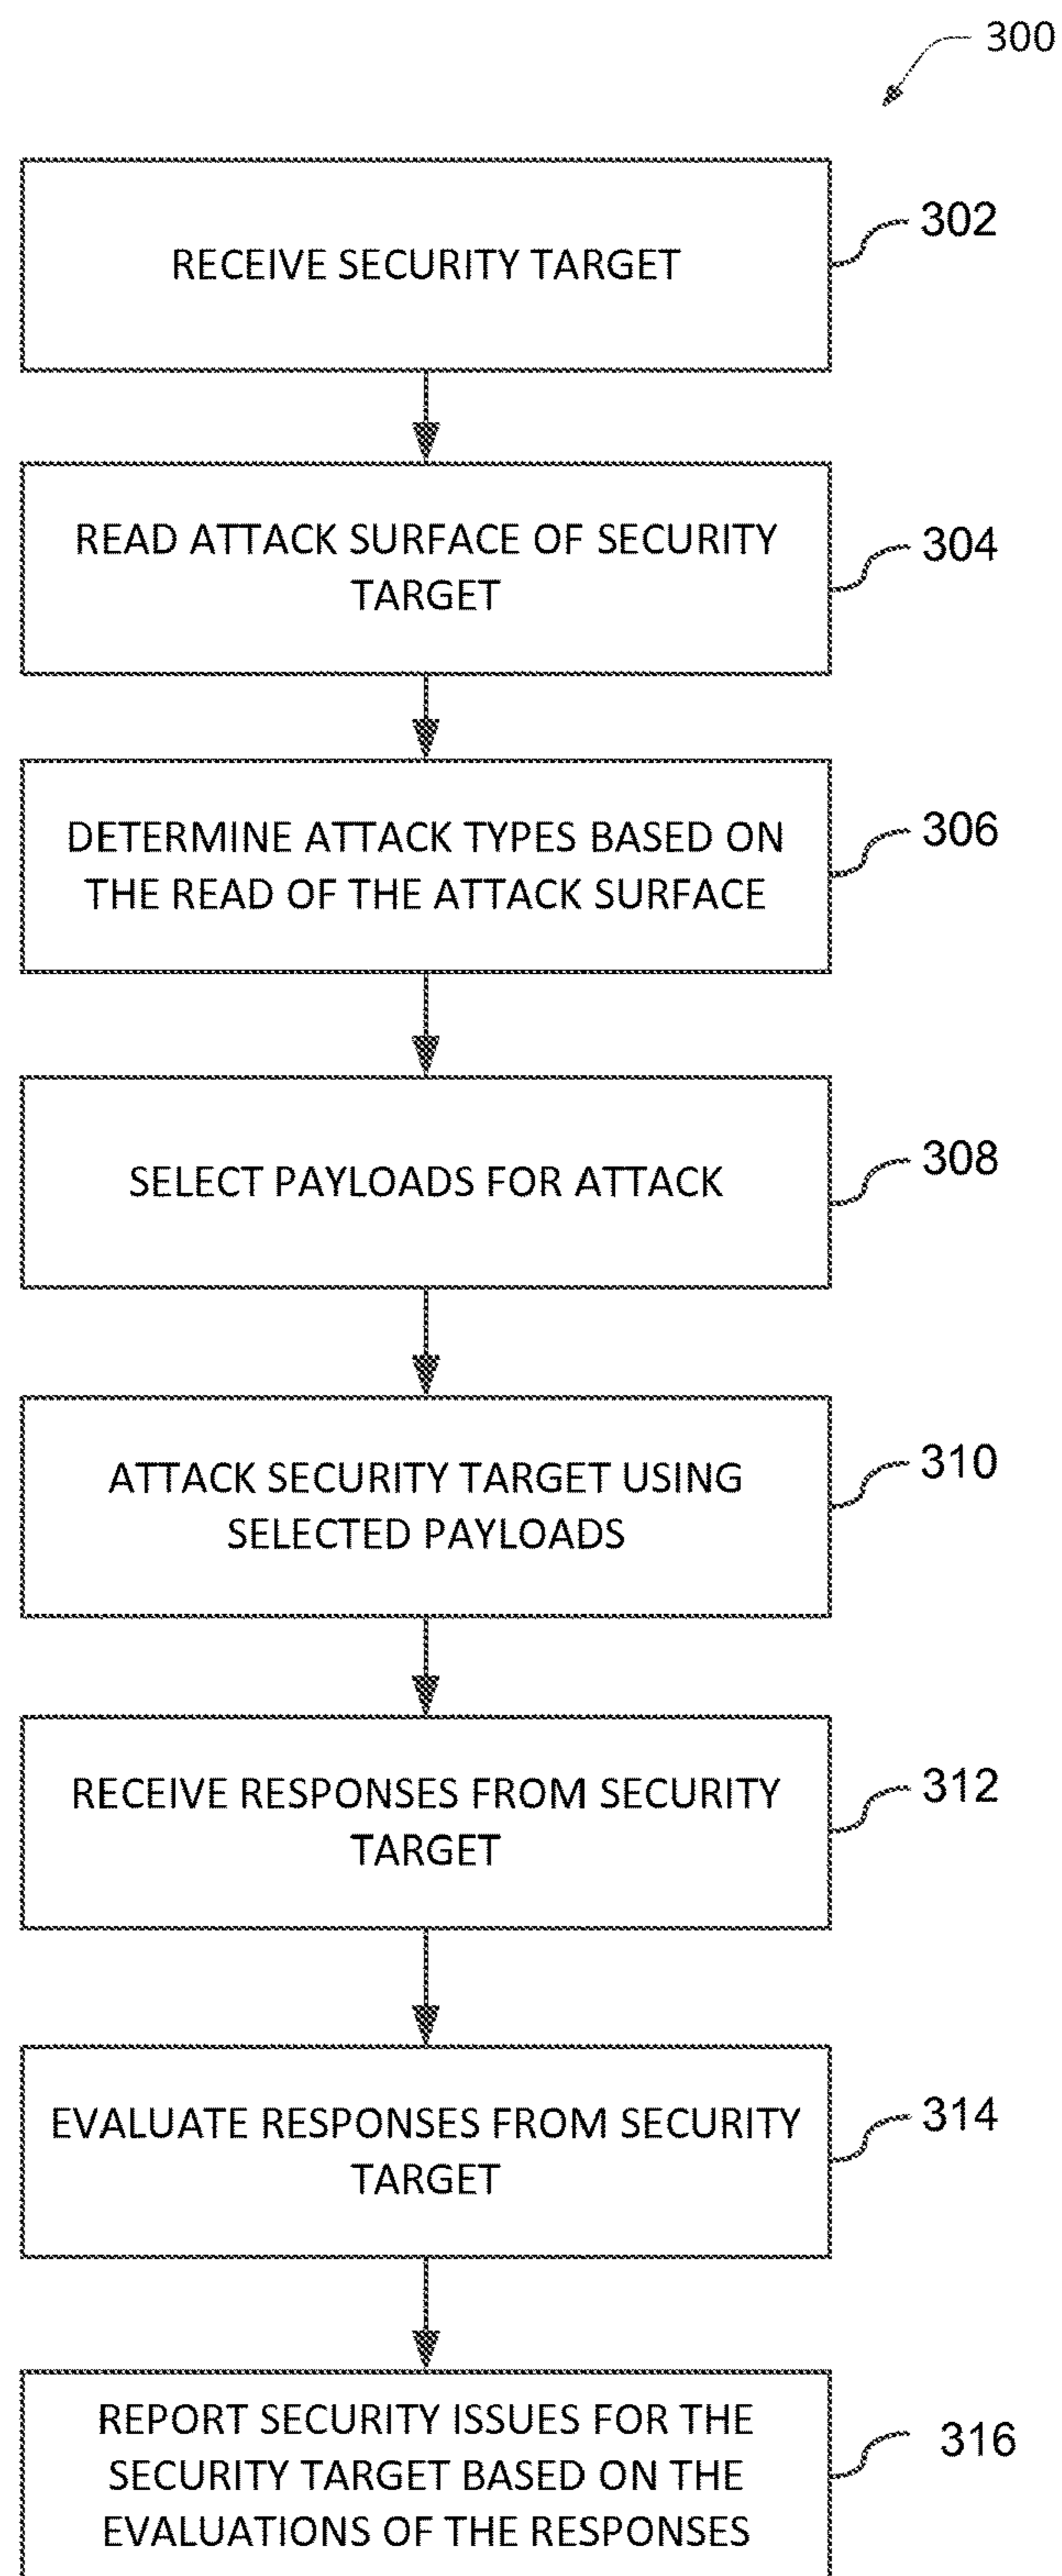 300
RECEIVE SECURITY TARGET
302
READ ATTACK SURFACE OF SECURITY
TARGET
304
DETERMINE ATTACK TYPES BASED ON
THE READ OF THE ATTACK SURFACE
306
SELECT PAYLOADS FOR ATTACK
308
ATTACK SECURITY TARGET USING
SELECTED PAYLOADS
310
RECEIVE RESPONSES FROM SECURITY
TARGET
312
EVALUATE RESPONSES FROM SECURITY
TARGET
314
REPORT SECURITY ISSUES FOR THE
SECURITY TARGET BASED ON THE
EVALUATIONS OF THE RESPONSES
316